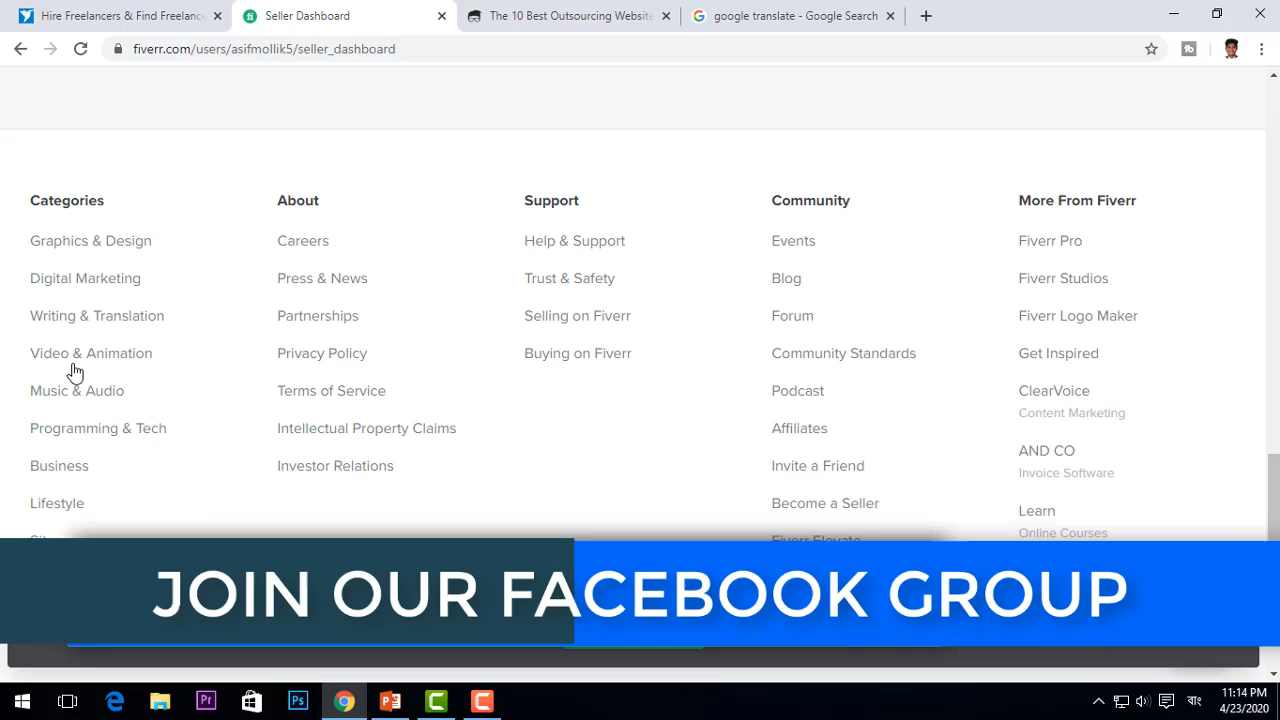 Hire Freelancers & Find Freelanc
Seller Dashboard
The 10 Best Outsourcing Website
google translate - Google Search
fiverr.com/users/asifmollik5/seller_dashboard
Categories
Graphics & Design
Digital Marketing
Writing & Translation
Video & Animation
Music & Audio
Programming & Tech
Business
Lifestyle
About
Careers
Press & News
Partnerships
Privacy Policy
Terms of Service
Intellectual Property Claims
Investor Relations
Support
Help & Support
Trust & Safety
Selling on Fiverr
Buying on Fiverr
Community
Events
Blog
Forum
Community Standards
Podcast
Affiliates
Invite a Friend
Become a Seller
Fiverr Elevate
More From Fiverr
Fiverr Pro
Fiverr Studios
Fiverr Logo Maker
Get Inspired
ClearVoice
Content Marketing
AND CO
Invoice Software
Learn
Online Courses
JOIN OUR FACEBOOK GROUP
বাং
11:14 PM
4/23/2020